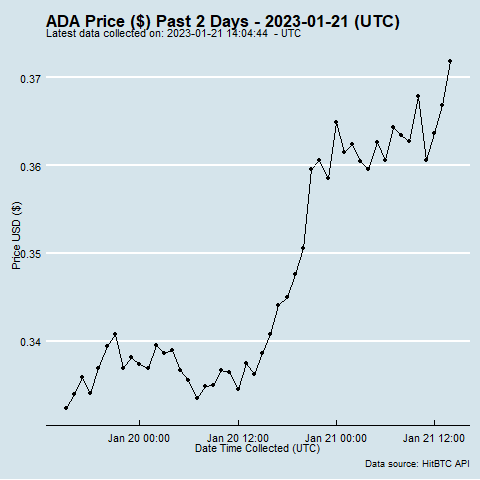 ADA Price ($) Past 2 Days - 2023-01-21 (UTC)
Latest data collected on: 2023-01-21 14:04:44  - UTC
0.37
0.36
0.35
0.34
Price USD ($)
Jan 20 00:00 Jan 20 12:00 Jan 21 00:00 Jan 21 12:00
Date Time Collected (UTC)
Data source: HitBTC API